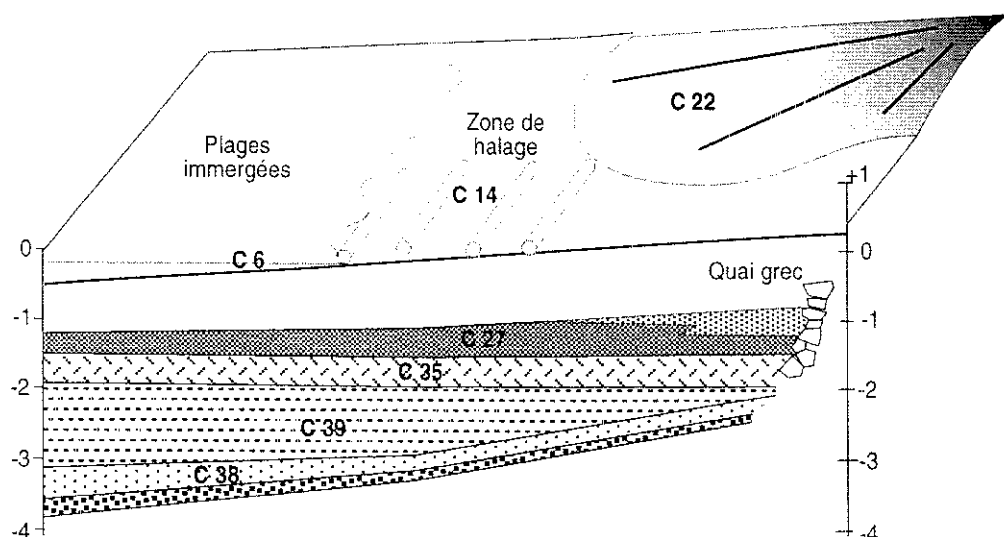 C 22
Plages
immergées
Zone de
halage
C 14
+1
0
C 6
0
Quai grec
-1
C 27
-1
C 35
-2
-2
C 39
-3
C 38
-3
-4
-4